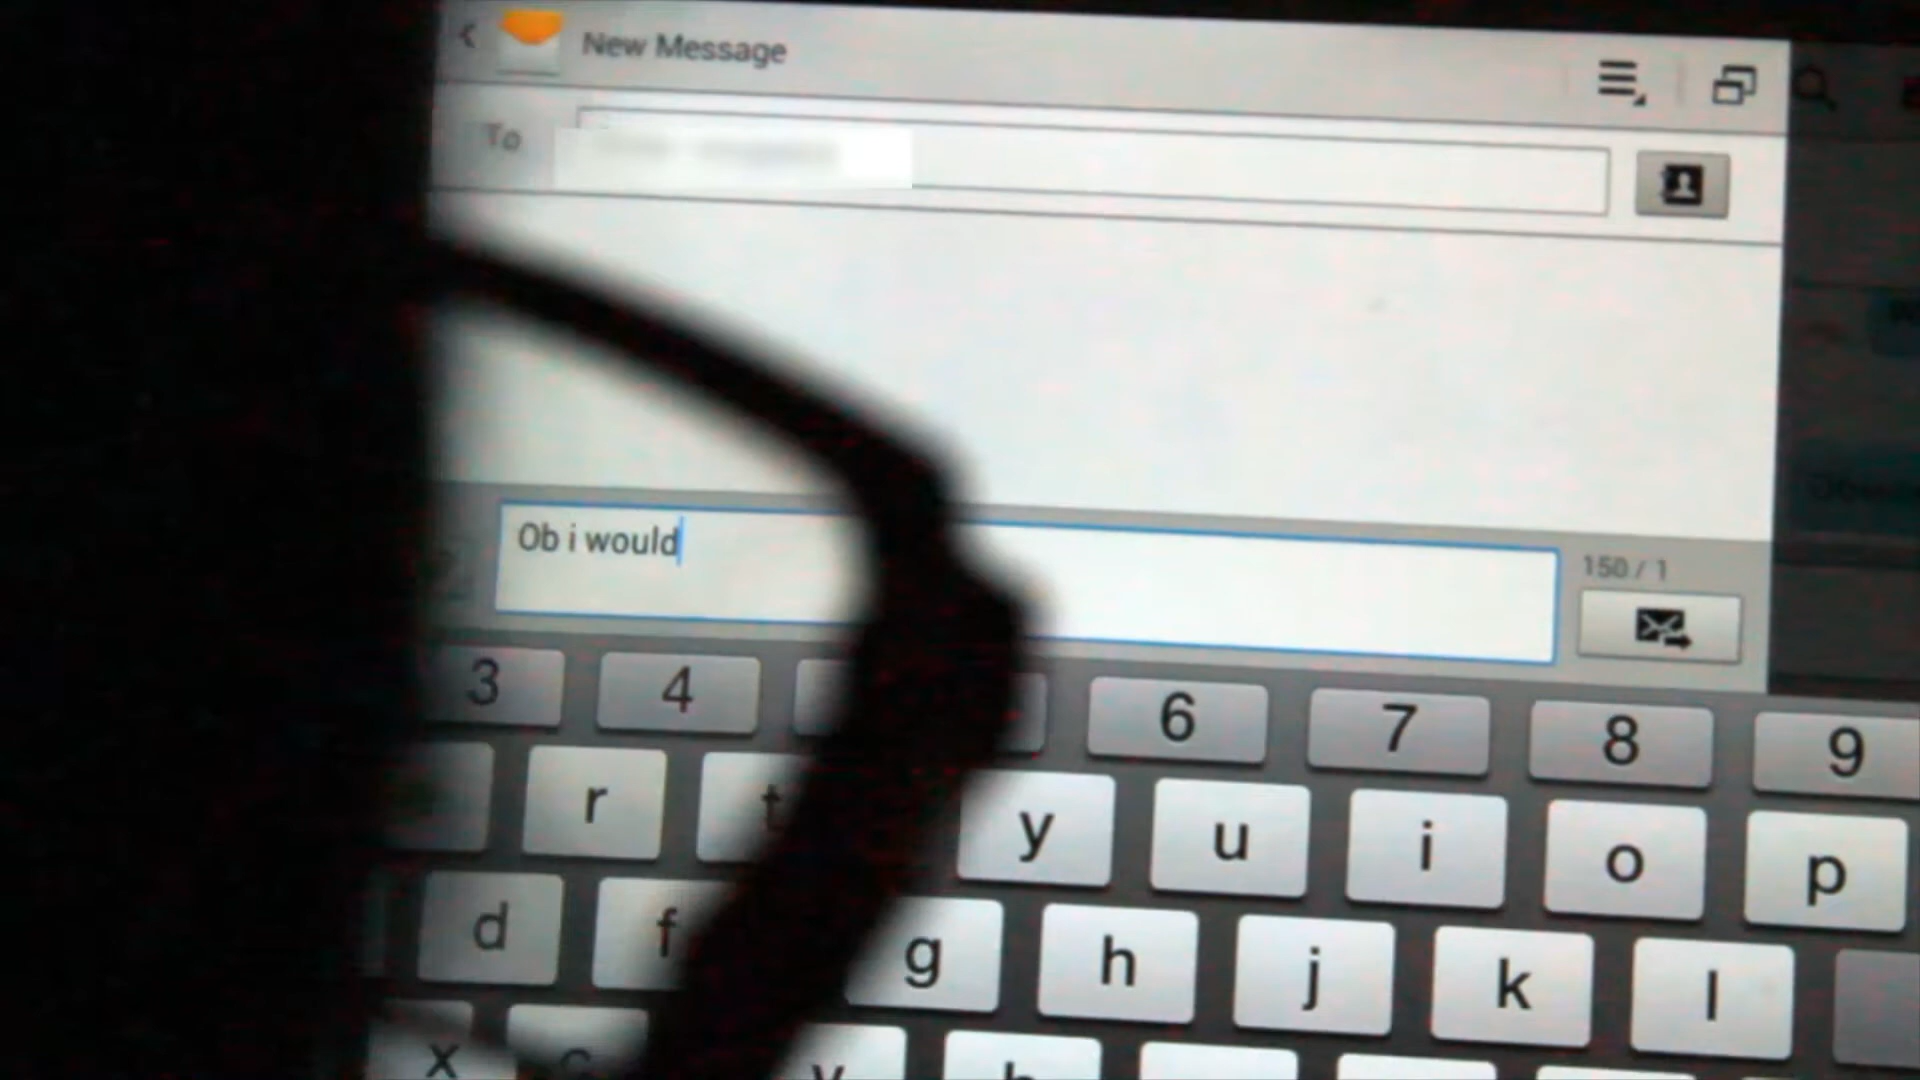 New Message
To
Ob i would
150 / 1
3 4 6 7 8 9
r t y u i o p
d f g h j k l
x c v b